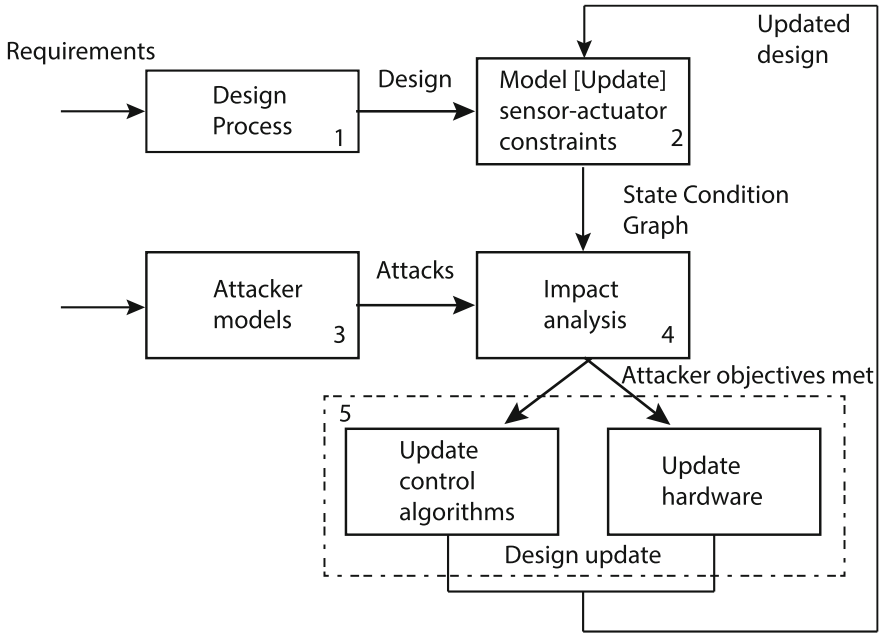 Requirements
Design
Process
1
Design
Model [Update]
sensor-actuator
constraints
2
Updated
design
State Condition
Graph
Attacker
models
3
Attacks
Impact
analysis
4
Attacker objectives met
5
Update
control
algorithms
Update
hardware
Design update